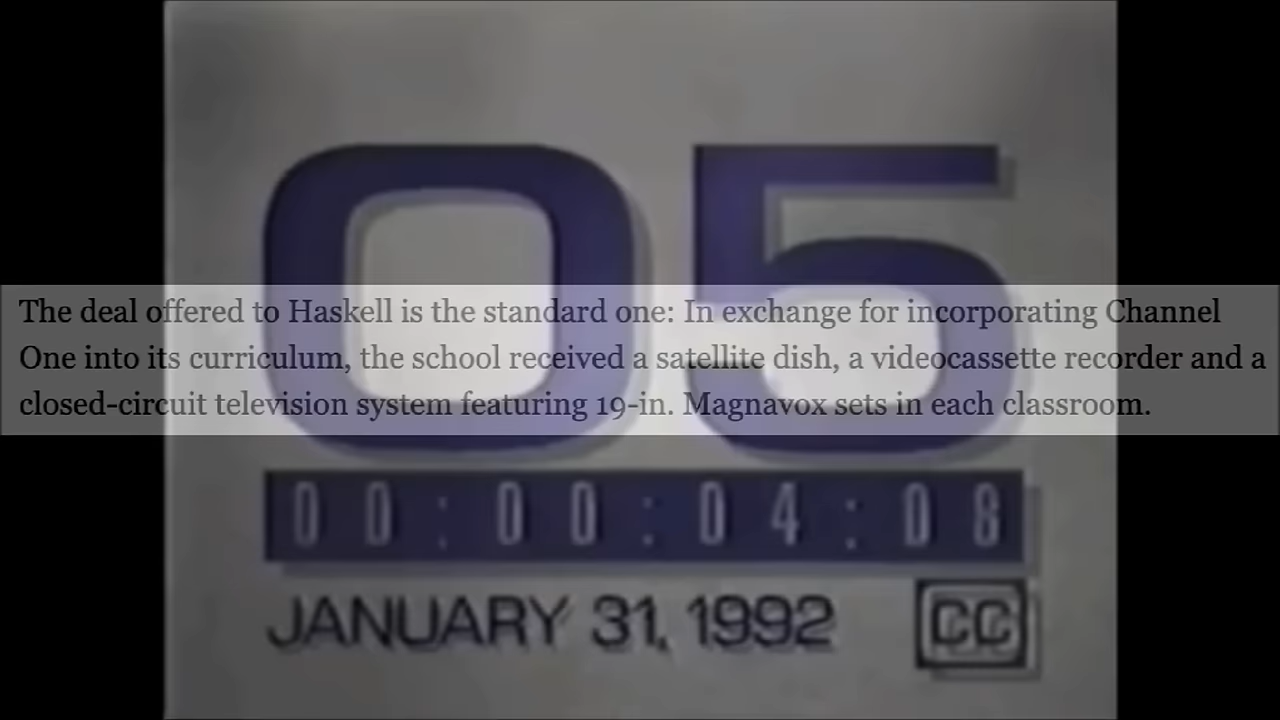 05
The deal offered to Haskell is the standard one: In exchange for incorporating Channel
One into its curriculum, the school received a satellite dish, a videocassette recorder and a
closed-circuit television system featuring 19-in. Magnavox sets in each classroom.
00:00:04:08
JANUARY 31, 1992 CC